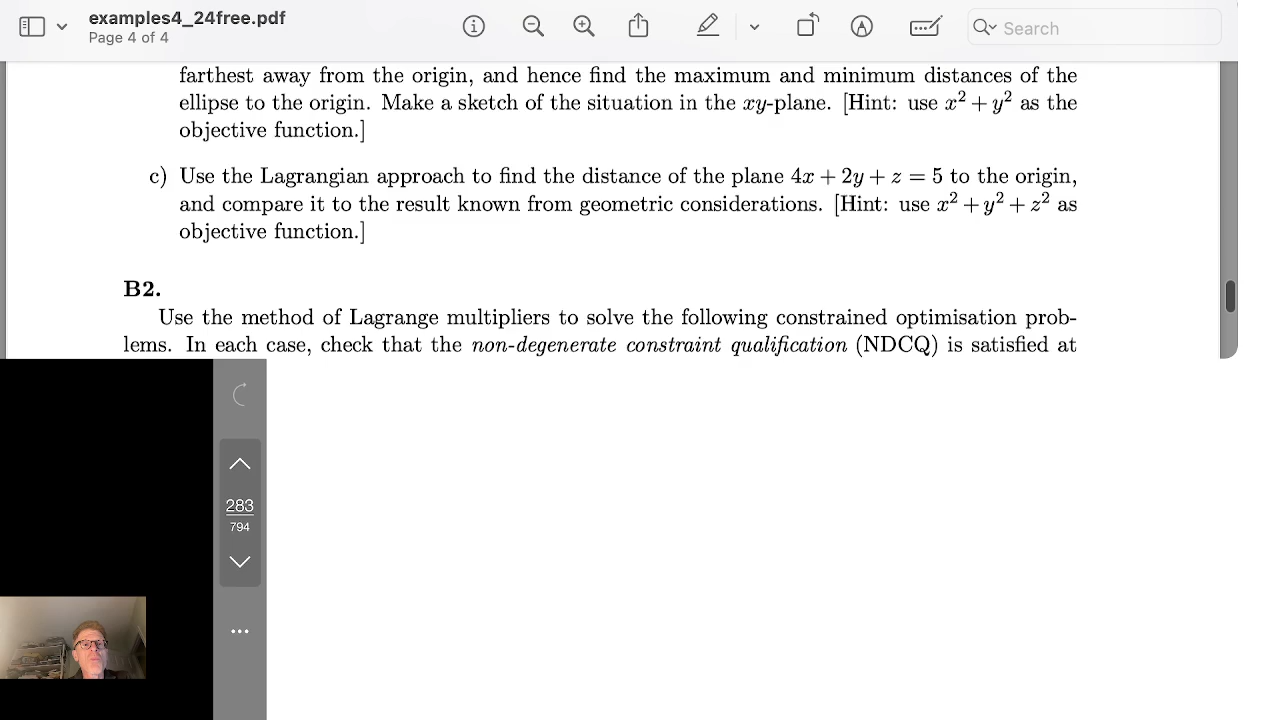 examples4_24free.pdf
Page 4 of 4
Search
farthest away from the origin, and hence find the maximum and minimum distances of the
ellipse to the origin. Make a sketch of the situation in the xy-plane. [Hint: use x² + y² as the
objective function.]
c) Use the Lagrangian approach to find the distance of the plane 4x + 2y + z = 5 to the origin,
and compare it to the result known from geometric considerations. [Hint: use x² + y² + z² as
objective function.]
B2.
Use the method of Lagrange multipliers to solve the following constrained optimisation prob-
lems. In each case, check that the non-degenerate constraint qualification (NDCQ) is satisfied at
283
794